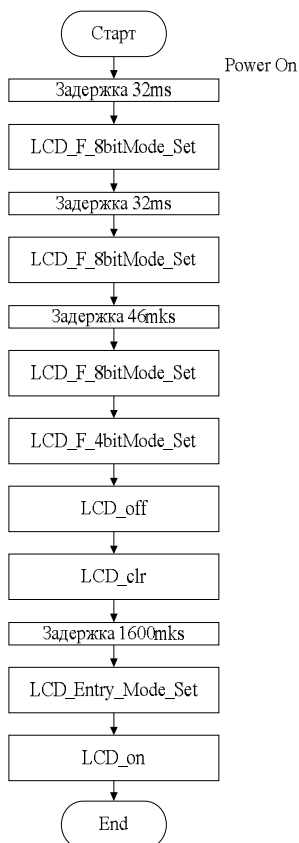 Старт
Power On
Задержка 32ms
LCD_F_8bitMode_Set
Задержка 32ms
LCD_F_8bitMode_Set
Задержка 46mks
LCD_F_8bitMode_Set
LCD_F_4bitMode_Set
LCD_off
LCD_clr
Задержка 1600mks
LCD_Entry_Mode_Set
LCD_on
End